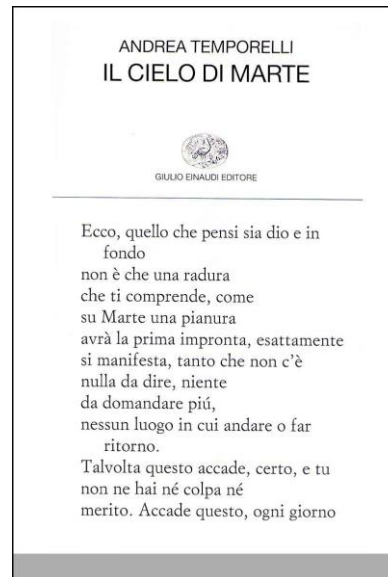 ANDREA TEMPORELLI
IL CIELO DI MARTE
GIULIO EINAUDI EDITORE
Ecco, quello che pensi sia dio e in
fondo
non è che una radura
che ti comprende, come
su Marte una pianura
avrà la prima impronta, esattamente
si manifesta, tanto che non c'è
nulla da dire, niente
da domandare piú,
nessun luogo in cui andare o far
ritorno.
Talvolta questo accade, certo, e tu
non ne hai né colpa né
merito. Accade questo, ogni giorno